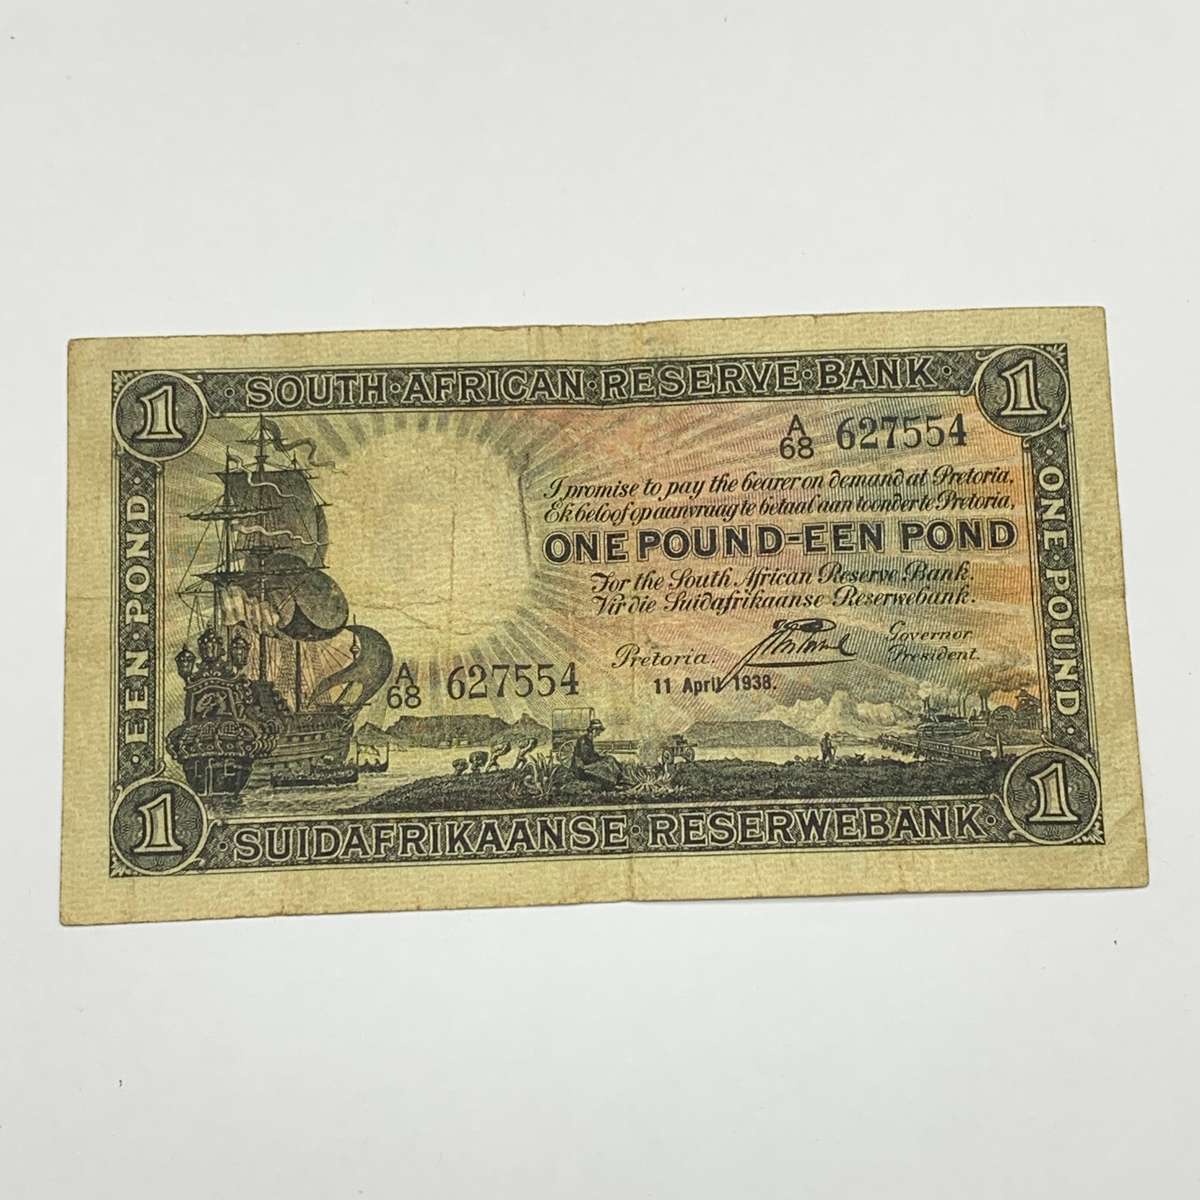 1 SOUTH·AFRICAN·RESERVE·BANK 1
A/68 627554
I promise to pay the bearer on demand at Pretoria,
Ek beloof op aanvraag te betaal aan toonder te Pretoria,
ONE POUND-EEN POND
For the South African Reserve Bank.
Vir die Suidafrikaanse Reserwebank.
Governor
Pretoria. President.
11 April 1938.
A/68 627554
EEN·POND
ONE·POUND
1 SUIDAFRIKAANSE·RESERWEBANK 1